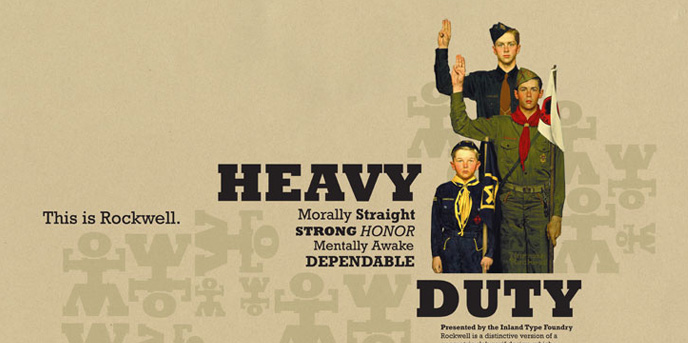 This is Rockwell.
HEAVY
Morally Straight
STRONG HONOR
Mentally Awake
DEPENDABLE
DUTY
Presented by the Inland Type Foundry
Rockwell is a distinctive version of a